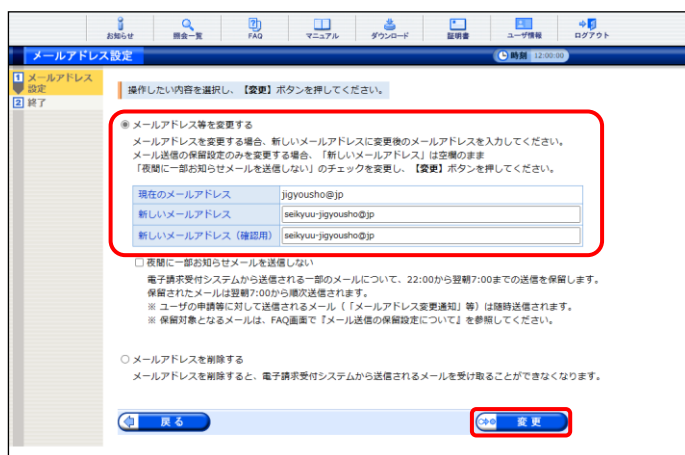 お知らせ 照会一覧 FAQ マニュアル ダウンロード 証明書 ユーザ情報 ログアウト
メールアドレス設定 時刻 12:00:00
1 メールアドレス設定
2 終了
操作したい内容を選択し、【変更】ボタンを押してください。
メールアドレス等を変更する
メールアドレスを変更する場合、新しいメールアドレスに変更後のメールアドレスを入力してください。
メール送信の保留設定のみを変更する場合、「新しいメールアドレス」は空欄のまま
「夜間に一部お知らせメールを送信しない」のチェックを変更し、【変更】ボタンを押してください。
現在のメールアドレス jigyousho@jp
新しいメールアドレス seikyuu-jigyousho@jp
新しいメールアドレス（確認用） seikyuu-jigyousho@jp
夜間に一部お知らせメールを送信しない
電子請求受付システムから送信される一部のメールについて、22:00から翌朝7:00までの送信を保留します。
保留されたメールは翌朝7:00から順次送信されます。
※ ユーザの申請等に対して送信されるメール（「メールアドレス変更通知」等）は随時送信されます。
※ 保留対象となるメールは、FAQ画面で『メール送信の保留設定について』を参照してください。
メールアドレスを削除する
メールアドレスを削除すると、電子請求受付システムから送信されるメールを受け取ることができなくなります。
戻る 変更